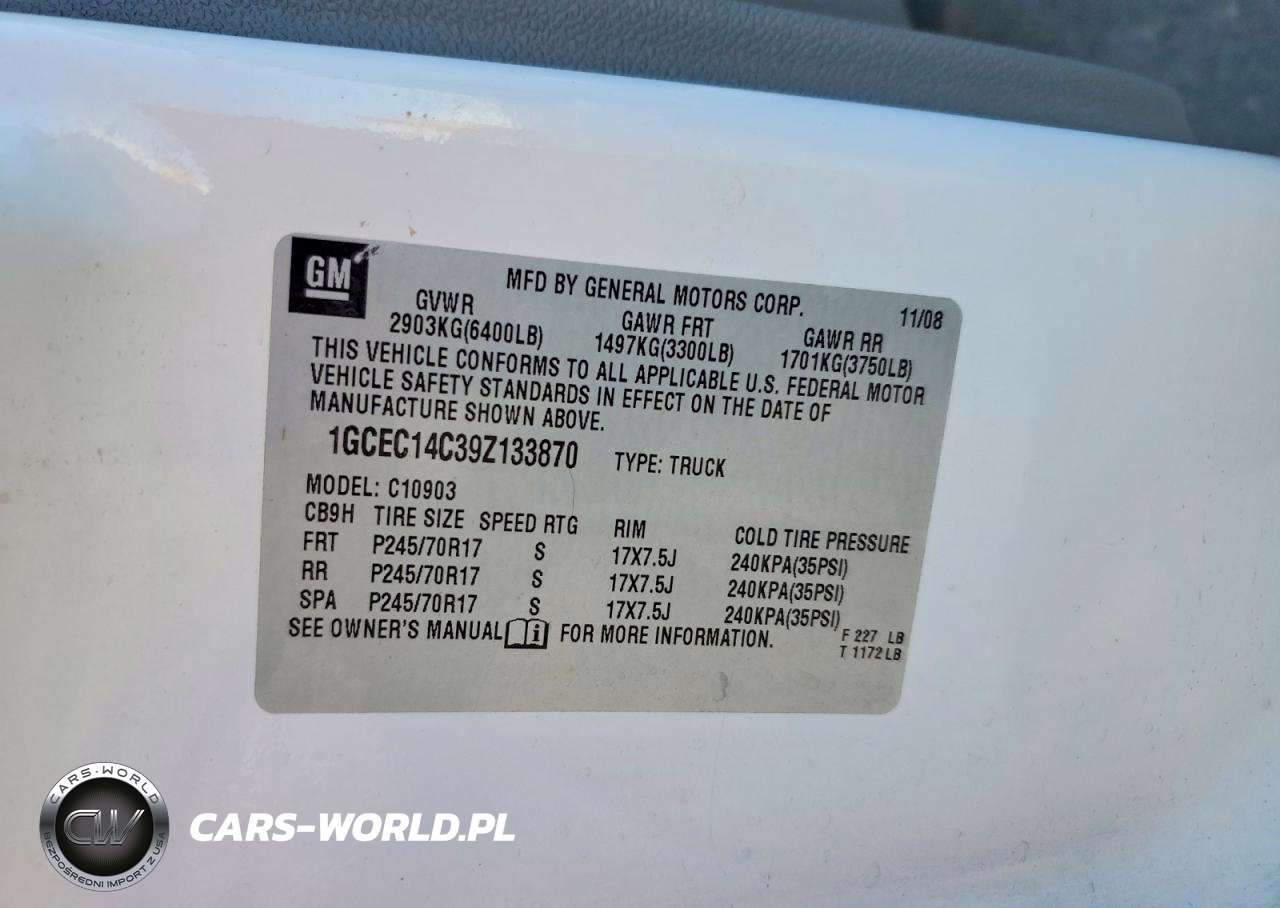 GM
MFD BY GENERAL MOTORS CORP.
11/08
GVWR GAWR FRT GAWR RR
2903KG(6400LB) 1497KG(3300LB) 1701KG(3750LB)
THIS VEHICLE CONFORMS TO ALL APPLICABLE U.S. FEDERAL MOTOR
VEHICLE SAFETY STANDARDS IN EFFECT ON THE DATE OF
MANUFACTURE SHOWN ABOVE.
1GCEC14C39Z133870 TYPE: TRUCK
MODEL: C10903
CB9H TIRE SIZE SPEED RTG RIM COLD TIRE PRESSURE
FRT P245/70R17 S 17X7.5J 240KPA(35PSI)
RR P245/70R17 S 17X7.5J 240KPA(35PSI)
SPA P245/70R17 S 17X7.5J 240KPA(35PSI)
SEE OWNER'S MANUAL i FOR MORE INFORMATION.
F 227 LB
T 1172 LB
CARS-WORLD
CW
BEZPOŚREDNI IMPORT Z USA
CARS-WORLD.PL